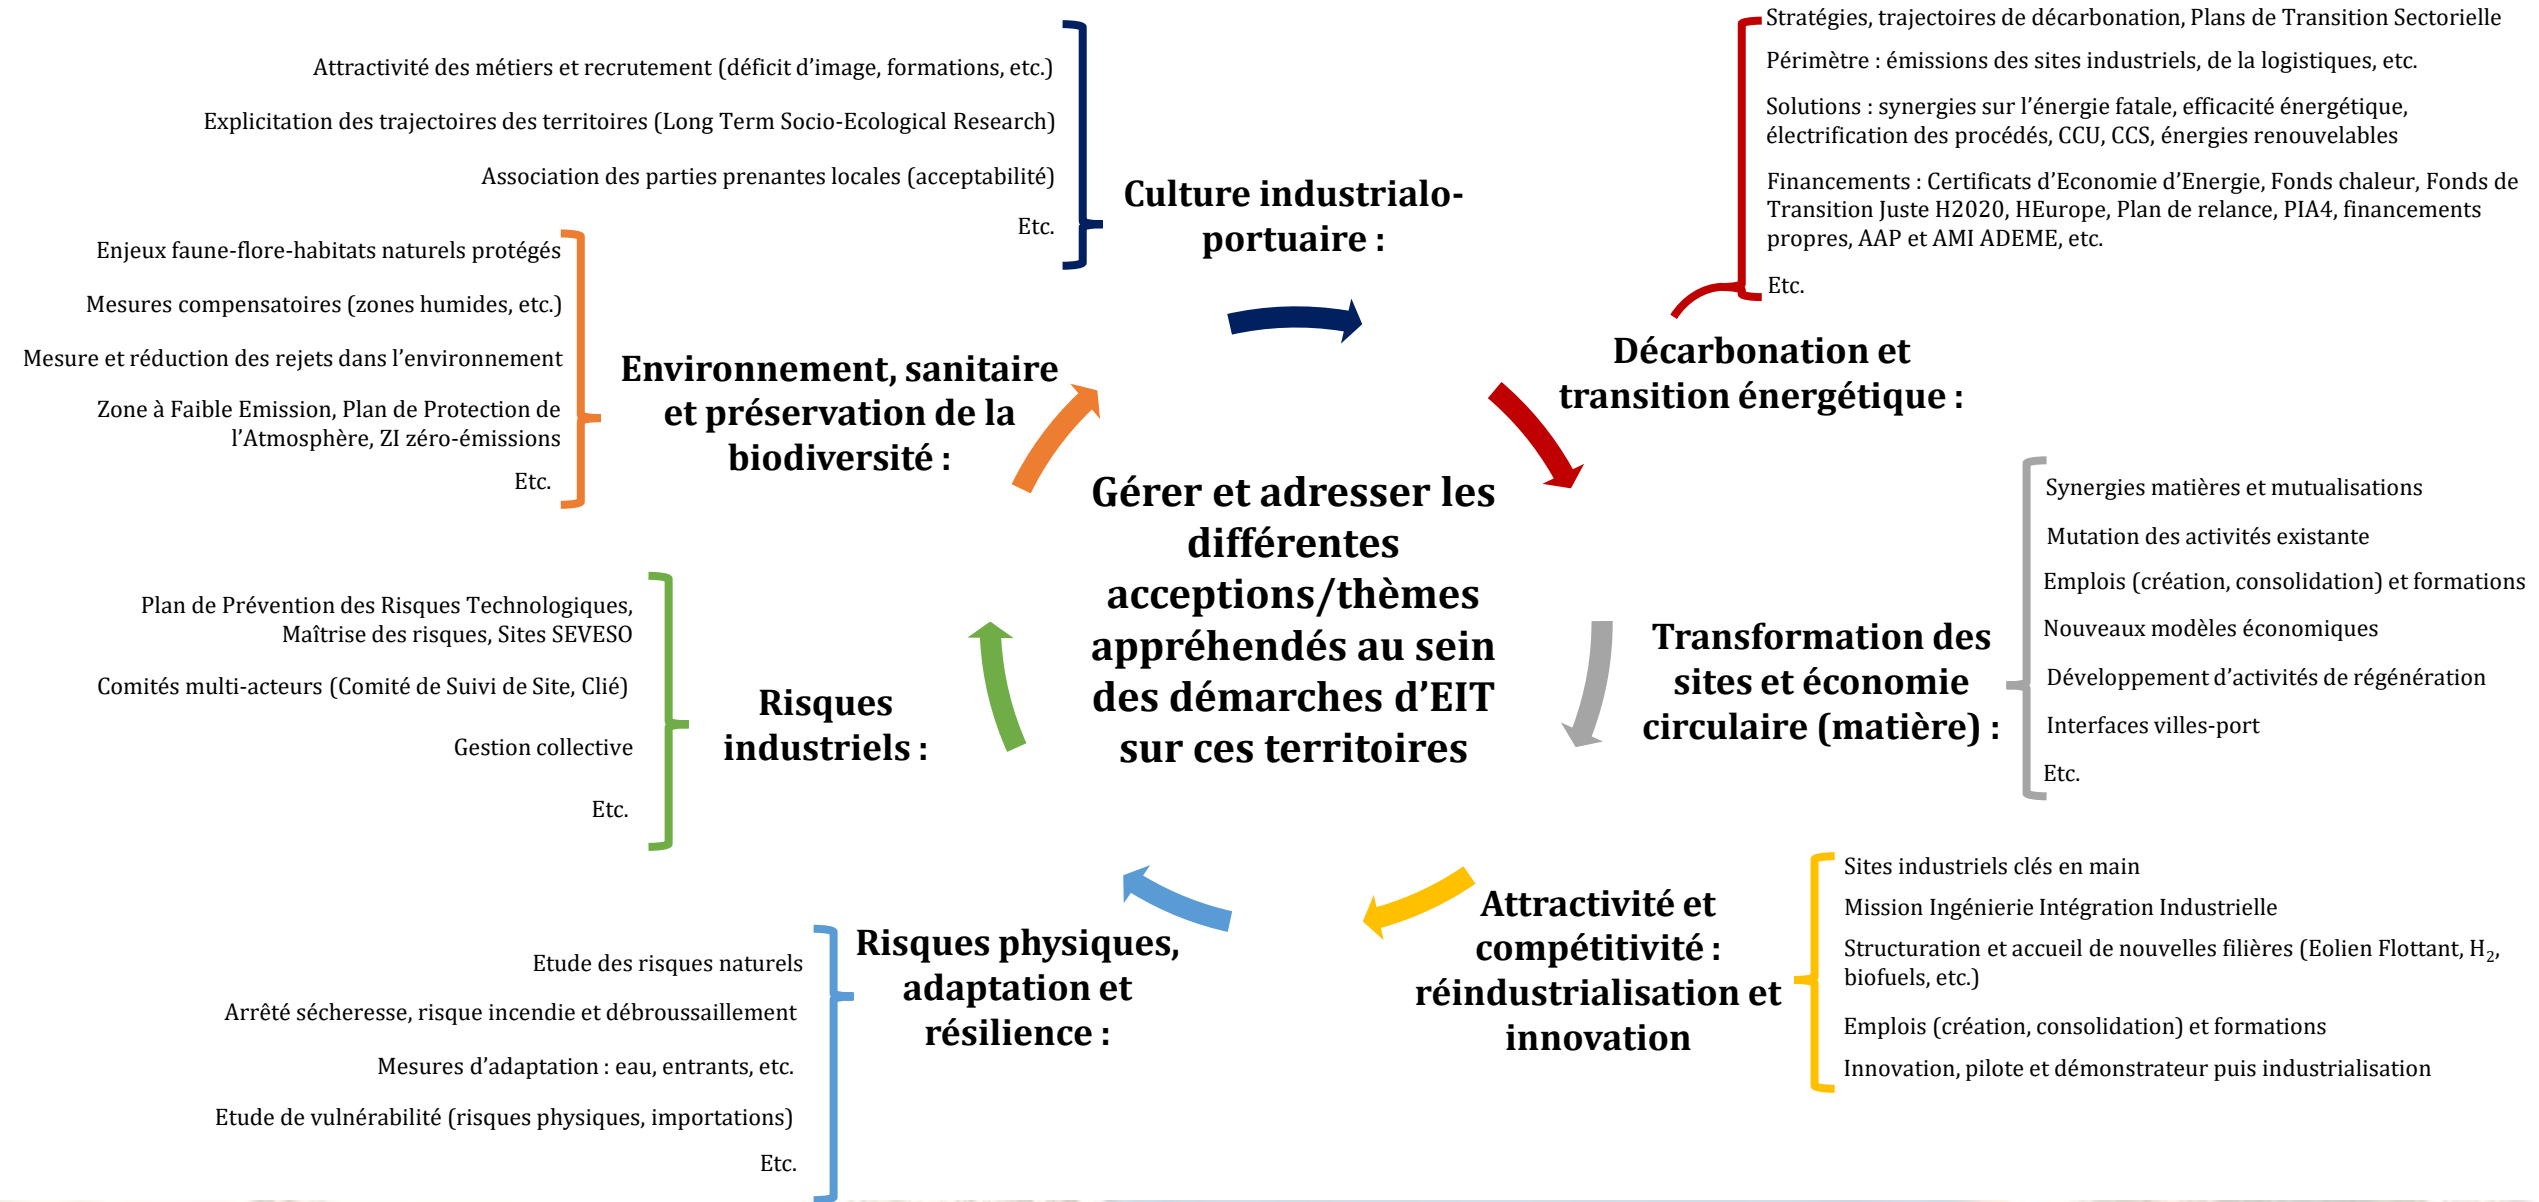 Gérer et adresser les
différentes
acceptions/thèmes
appréhendés au sein
des démarches d’EIT
sur ces territoires
Culture industrialo-
portuaire :
Attractivité des métiers et recrutement (déficit d’image, formations, etc.)
Explicitation des trajectoires des territoires (Long Term Socio-Ecological Research)
Association des parties prenantes locales (acceptabilité)
Etc.
Décarbonation et
transition énergétique :
Stratégies, trajectoires de décarbonation, Plans de Transition Sectorielle
Périmètre : émissions des sites industriels, de la logistiques, etc.
Solutions : synergies sur l’énergie fatale, efficacité énergétique,
électrification des procédés, CCU, CCS, énergies renouvelables
Financements : Certificats d’Economie d’Energie, Fonds chaleur, Fonds de
Transition Juste H2020, HEurope, Plan de relance, PIA4, financements
propres, AAP et AMI ADEME, etc.
Etc.
Transformation des
sites et économie
circulaire (matière) :
Synergies matières et mutualisations
Mutation des activités existante
Emplois (création, consolidation) et formations
Nouveaux modèles économiques
Développement d’activités de régénération
Interfaces villes-port
Etc.
Attractivité et
compétitivité :
réindustrialisation et
innovation
Sites industriels clés en main
Mission Ingénierie Intégration Industrielle
Structuration et accueil de nouvelles filières (Eolien Flottant, H₂,
biofuels, etc.)
Emplois (création, consolidation) et formations
Innovation, pilote et démonstrateur puis industrialisation
Risques physiques,
adaptation et
résilience :
Etude des risques naturels
Arrêté sécheresse, risque incendie et débroussaillement
Mesures d’adaptation : eau, entrants, etc.
Etude de vulnérabilité (risques physiques, importations)
Etc.
Risques
industriels :
Plan de Prévention des Risques Technologiques,
Maîtrise des risques, Sites SEVESO
Comités multi-acteurs (Comité de Suivi de Site, Clié)
Gestion collective
Etc.
Environnement, sanitaire
et préservation de la
biodiversité :
Enjeux faune-flore-habitats naturels protégés
Mesures compensatoires (zones humides, etc.)
Mesure et réduction des rejets dans l’environnement
Zone à Faible Emission, Plan de Protection de
l’Atmosphère, ZI zéro-émissions
Etc.